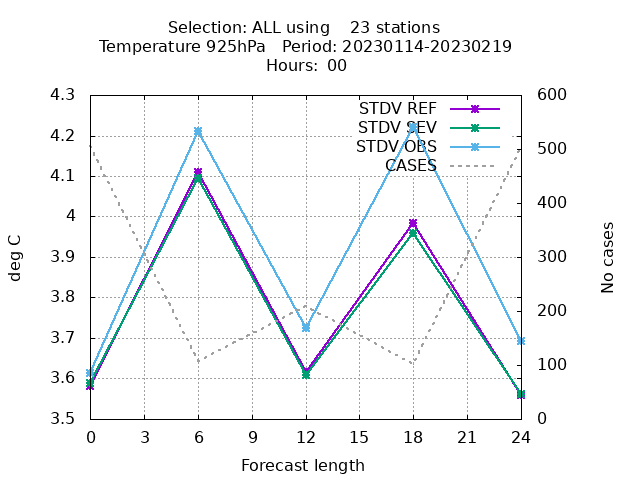 Selection: ALL using    23 stations
Temperature 925hPa   Period: 20230114-20230219
Hours: 00
4.3
4.2
4.1
4
3.9
3.8
3.7
3.6
3.5
deg C
600
500
400
300
200
100
0
No cases
STDV REF
STDV SEV
STDV OBS
CASES
0 3 6 9 12 15 18 21 24
Forecast length